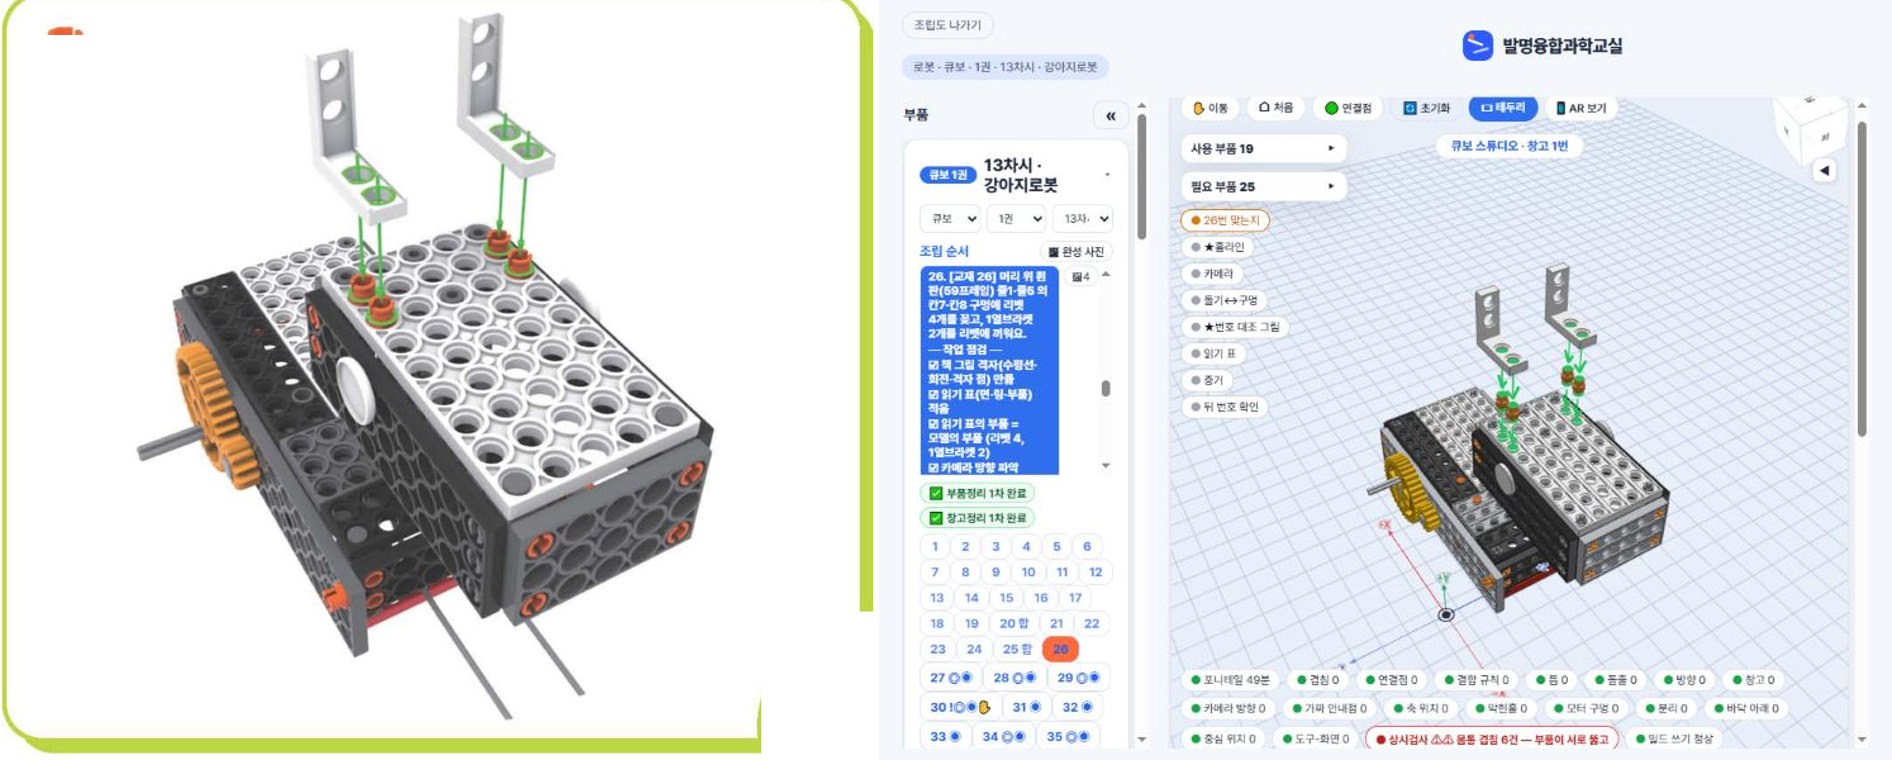 조립도 나가기
발명융합과학교실
로봇 · 큐보 · 1권 · 13차시 · 강아지로봇
부품
«
큐보 1권
13차시 ·
강아지로봇
큐보
1권
13차시
조립 순서
완성 사진
26. [교재 26] 머리 위 흰
판(59프레임) 줄1·줄5 의
칸7·칸8 구멍에 리벳
4개를 꽂고, 1열브라켓
2개를 리벳에 끼워요.
— 작업 점검 —
☑ 책 그림 격자(수평선·
회전·격자 점) 만듦
☑ 읽기 표(면·링·부품)
적음
☑ 읽기 표의 부품 =
모델의 부품 (리벳 4,
1열브라켓 2)
☑ 카메라 방향 파악
4
✅ 부품정리 1차 완료
✅ 창고정리 1차 완료
1 2 3 4 5 6
7 8 9 10 11 12
13 14 15 16 17
18 19 20 합 21 22
23 24 25 합 26
27 ◎◉ 28 ◎◉ 29 ◎◉
30 !◎◉✋ 31 ◉ 32 ◉
33 ◉ 34 ◎◉ 35 ◎◉
이동
처음
연결점
초기화
테두리
AR 보기
사용 부품 19
큐보 스튜디오 · 창고 1번
필요 부품 25
26번 맞는지
★홀라인
카메라
돌기↔구멍
★번호 대조 그림
읽기 표
증거
뒤 번호 확인
+X
+Y
포니테일 49분
겹침 0
연결점 0
결합 규칙 0
틈 0
돌출 0
방향 0
창고 0
카메라 방향 0
가짜 안내점 0
축 위치 0
막힌홀 0
모터 구멍 0
분리 0
바닥 아래 0
중심 위치 0
도구-화면 0
상시검사 ⚠⚠ 몸통 겹침 6건 — 부품이 서로 뚫고
빌드 쓰기 정상